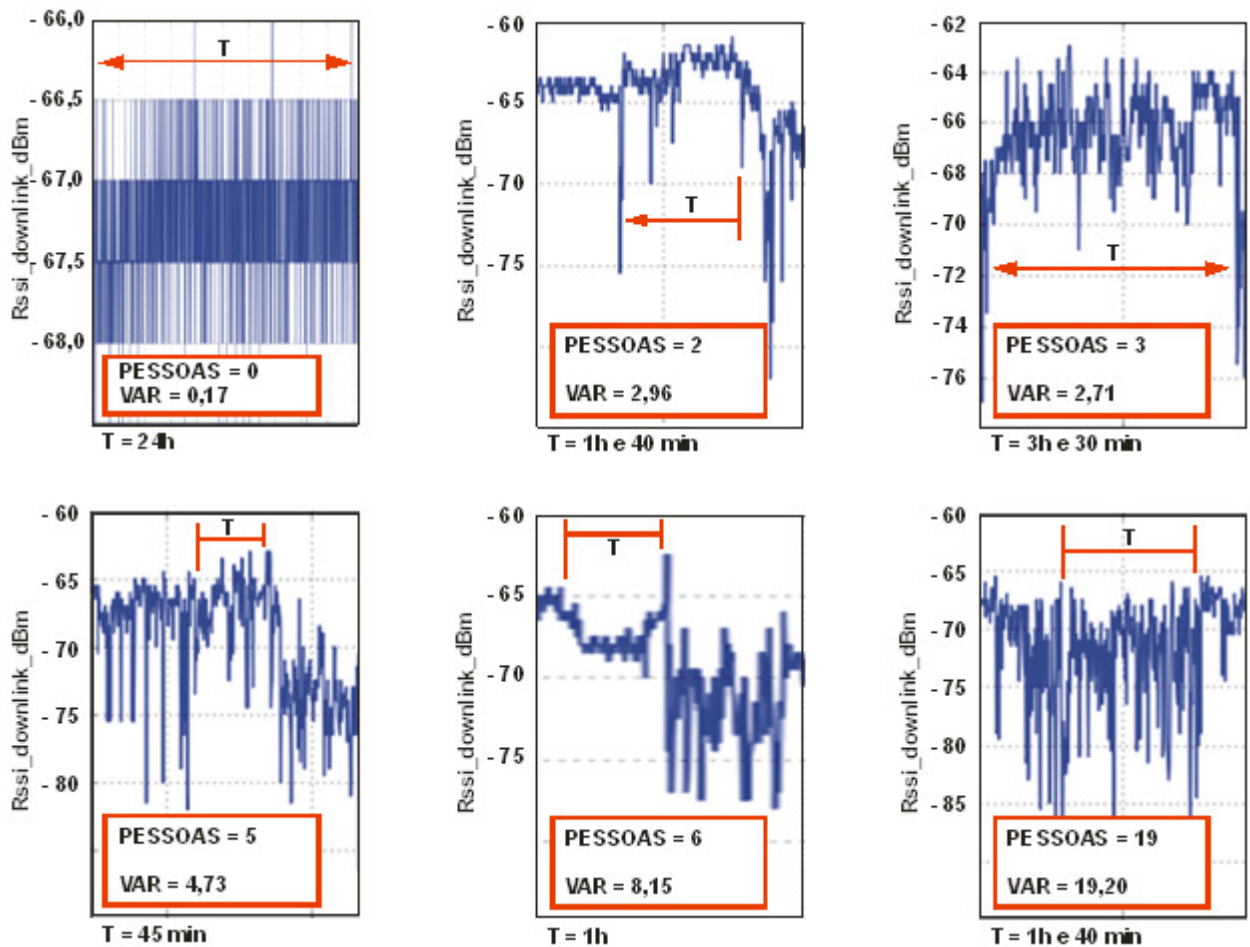 - 66,0
- 66,5
- 67,0
- 67,5
- 68,0
Rssi_downlink_dBm
T
PESSOAS = 0
VAR = 0,17
T = 24h
- 60
- 65
- 70
- 75
Rssi_downlink_dBm
T
PESSOAS = 2
VAR = 2,96
T = 1h e 40 min
- 62
- 64
- 66
- 68
- 70
- 72
- 74
- 76
Rssi_downlink_dBm
T
PESSOAS = 3
VAR = 2,71
T = 3h e 30 min
- 60
- 65
- 70
- 75
- 80
Rssi_downlink_dBm
T
PESSOAS = 5
VAR = 4,73
T = 45 min
- 60
- 65
- 70
- 75
Rssi_downlink_dBm
T
PESSOAS = 6
VAR = 8,15
T = 1h
- 60
- 65
- 70
- 75
- 80
- 85
Rssi_downlink_dBm
T
PESSOAS = 19
VAR = 19,20
T = 1h e 40 min